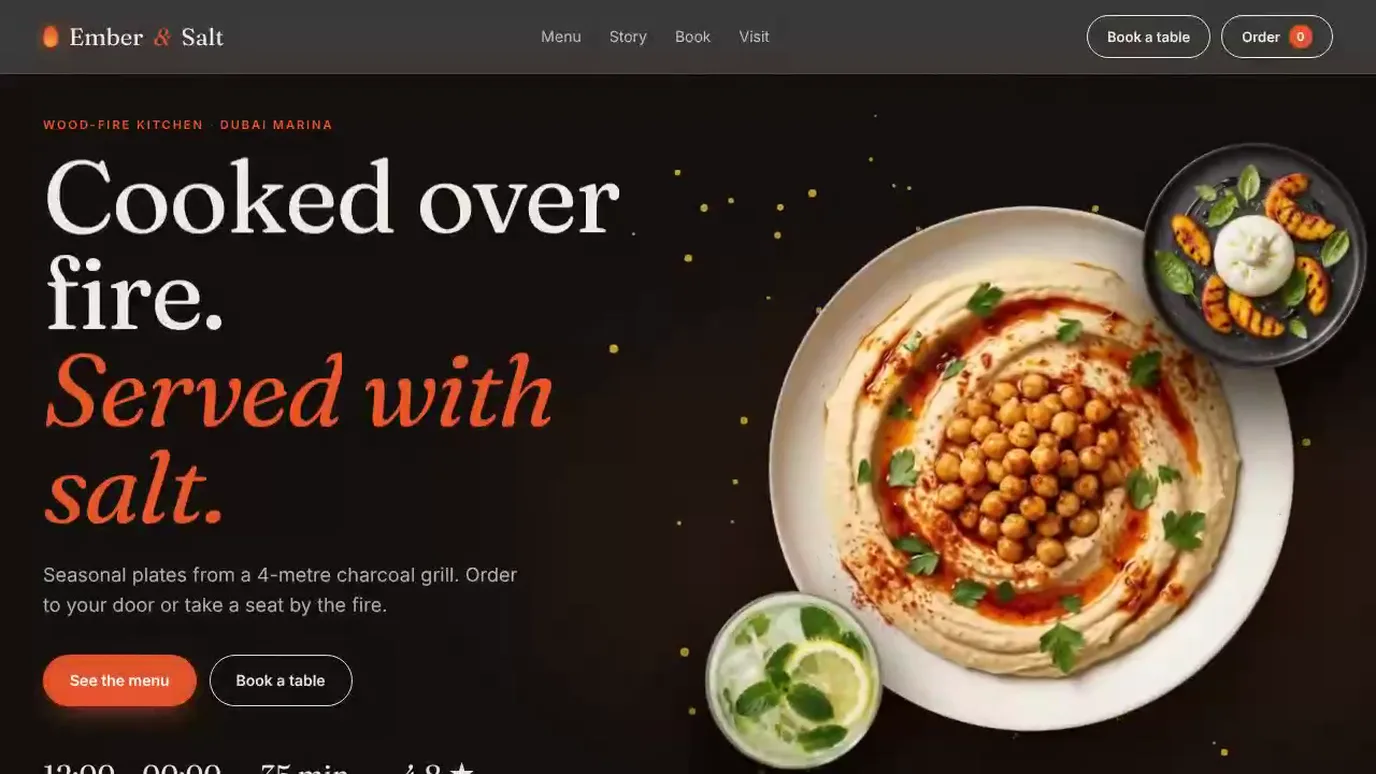 Ember & Salt
Menu Story Book Visit
Book a table
Order 0
WOOD-FIRE KITCHEN · DUBAI MARINA
Cooked over
fire.
Served with
salt.
Seasonal plates from a 4-metre charcoal grill. Order
to your door or take a seat by the fire.
See the menu
Book a table